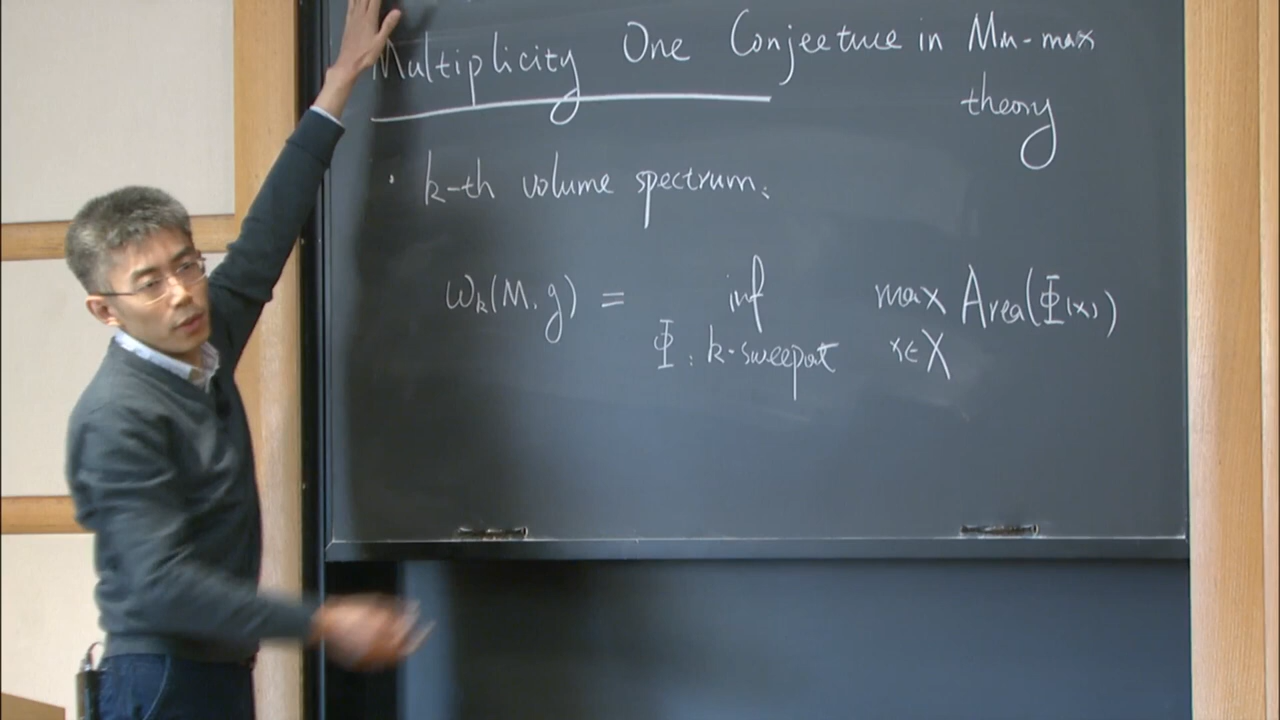 Multiplicity One Conjecture in Min-max
theory
• k-th volume spectrum:
ωₖ(M, g) = inf max Area(Φ(x))
Φ: k-sweepout x∈X